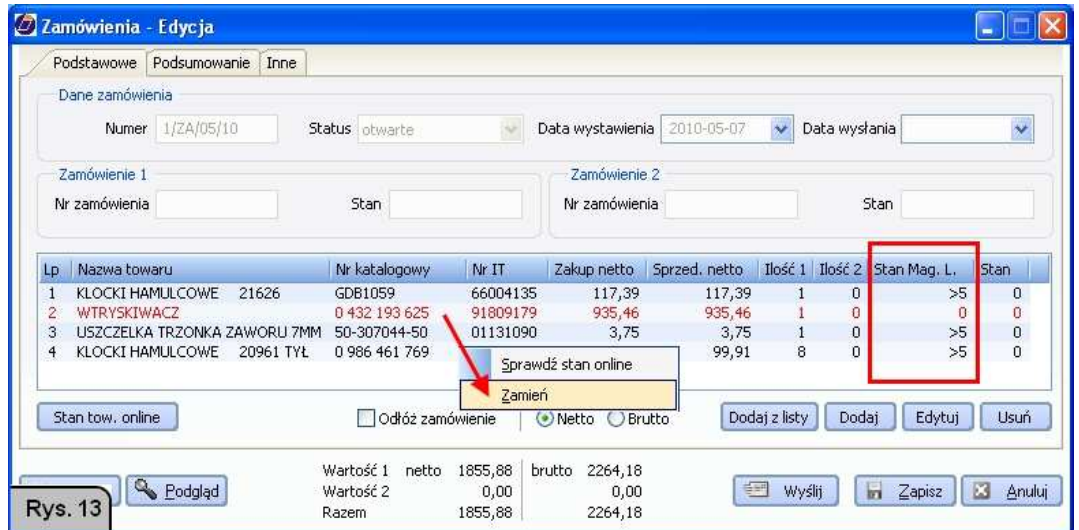 Zamówienia - Edycja
Podstawowe Podsumowanie Inne
Dane zamówienia
Numer 1/ZA/05/10 Status otwarte Data wystawienia 2010-05-07 Data wysłania
Zamówienie 1 Zamówienie 2
Nr zamówienia Stan Nr zamówienia Stan
Lp Nazwa towaru Nr katalogowy Nr IT Zakup netto Sprzed. netto Ilość 1 Ilość 2 Stan Mag. L. Stan
1 KLOCKI HAMULCOWE 21626 GDB1059 66004135 117,39 117,39 1 0 >5 0
2 WTRYSKIWACZ 0 432 193 625 91809179 935,46 935,46 1 0 0 0
3 USZCZELKA TRZONKA ZAWORU 7MM 50-307044-50 01131090 3,75 3,75 1 0 >5 0
4 KLOCKI HAMULCOWE 20961 TYŁ 0 986 461 769 99,91 8 0 >5 0
Sprawdź stan online
Zamień
Stan tow. online Odłóż zamówienie Netto Brutto Dodaj z listy Dodaj Edytuj Usuń
Wartość 1 netto 1855,88 brutto 2264,18
Wartość 2 0,00 0,00
Razem 1855,88 2264,18
Podgląd Wyślij Zapisz Anuluj
Rys. 13